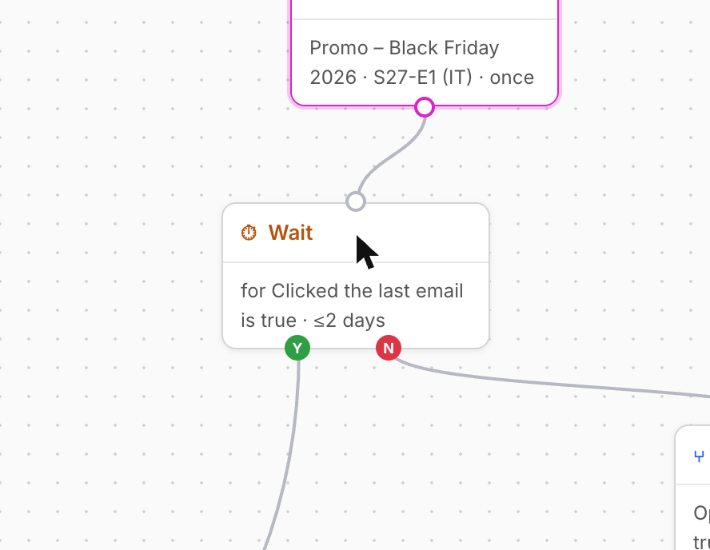 Promo – Black Friday
2026 · S27-E1 (IT) · once
Wait
for Clicked the last email
is true · ≤2 days
Y
N